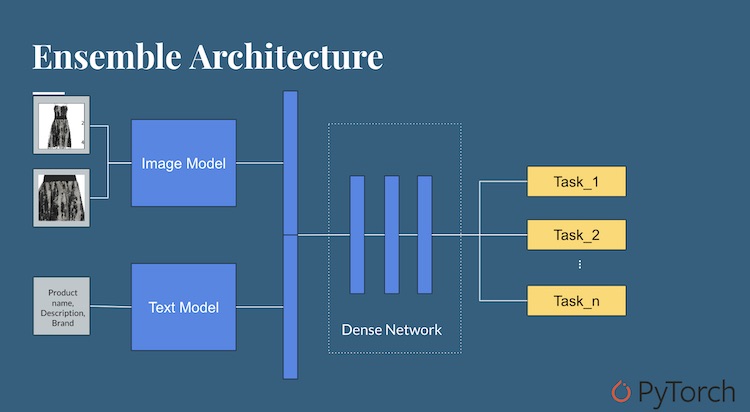 Ensemble Architecture
Image Model
Product
name,
Description,
Brand
Text Model
Dense Network
Task_1
Task_2
Task_n
PyTorch